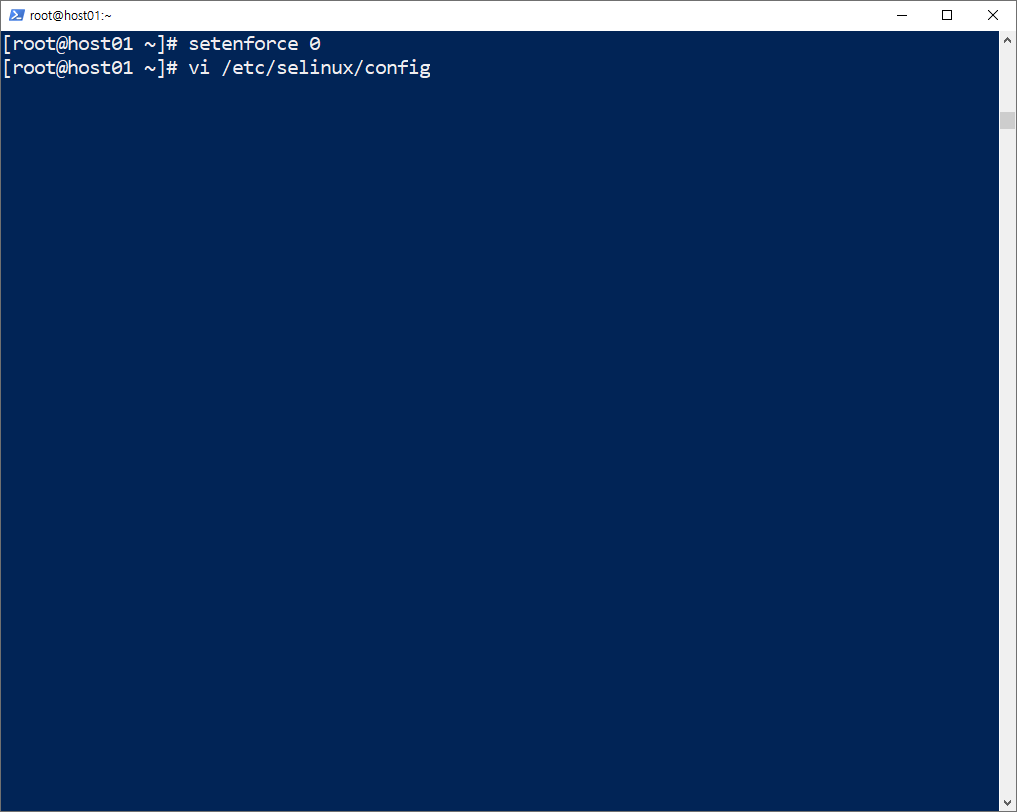 root@host01:~
[root@host01 ~]# setenforce 0
[root@host01 ~]# vi /etc/selinux/config